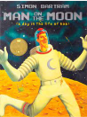 SIMON BARTRAM
MAN ON THE MOON
(a day in the life of Bob)